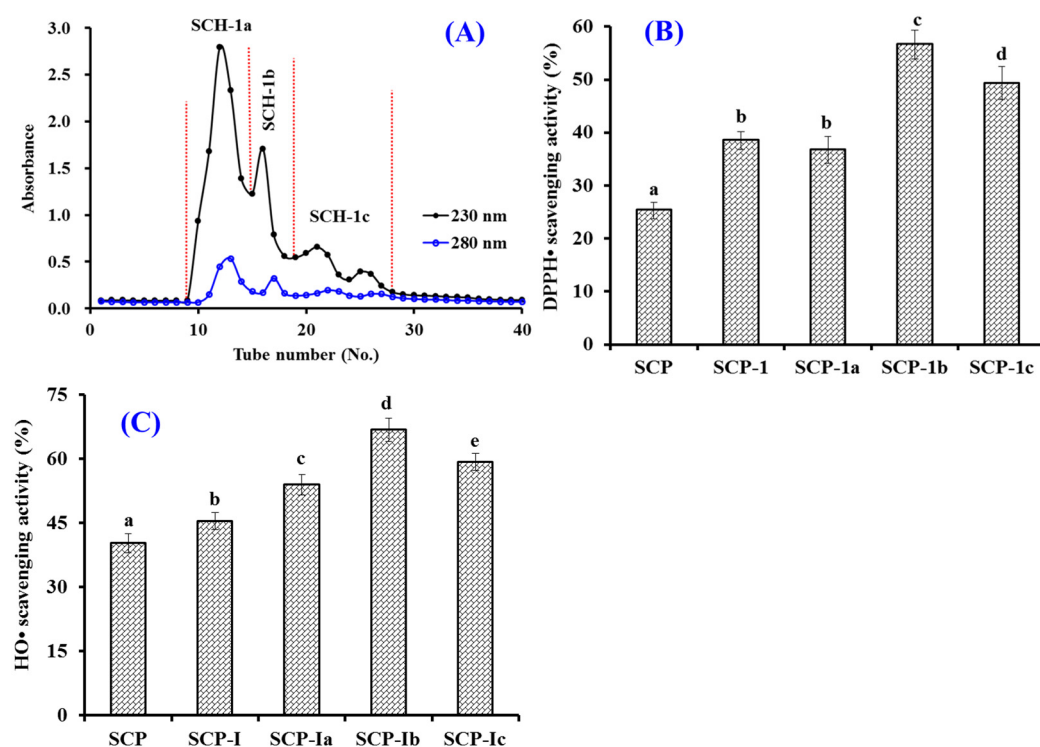 (A)
SCH-1a
SCH-1b
SCH-1c
3.0
2.5
2.0
1.5
1.0
0.5
0.0
Absorbance
230 nm
280 nm
0 10 20 30 40
Tube number (No.)
(B)
60
50
40
30
20
10
0
DPPH• scavenging activity (%)
a b b c d
SCP SCP-1 SCP-1a SCP-1b SCP-1c
(C)
75
60
45
30
15
0
HO• scavenging activity (%)
a b c d e
SCP SCP-I SCP-Ia SCP-Ib SCP-Ic